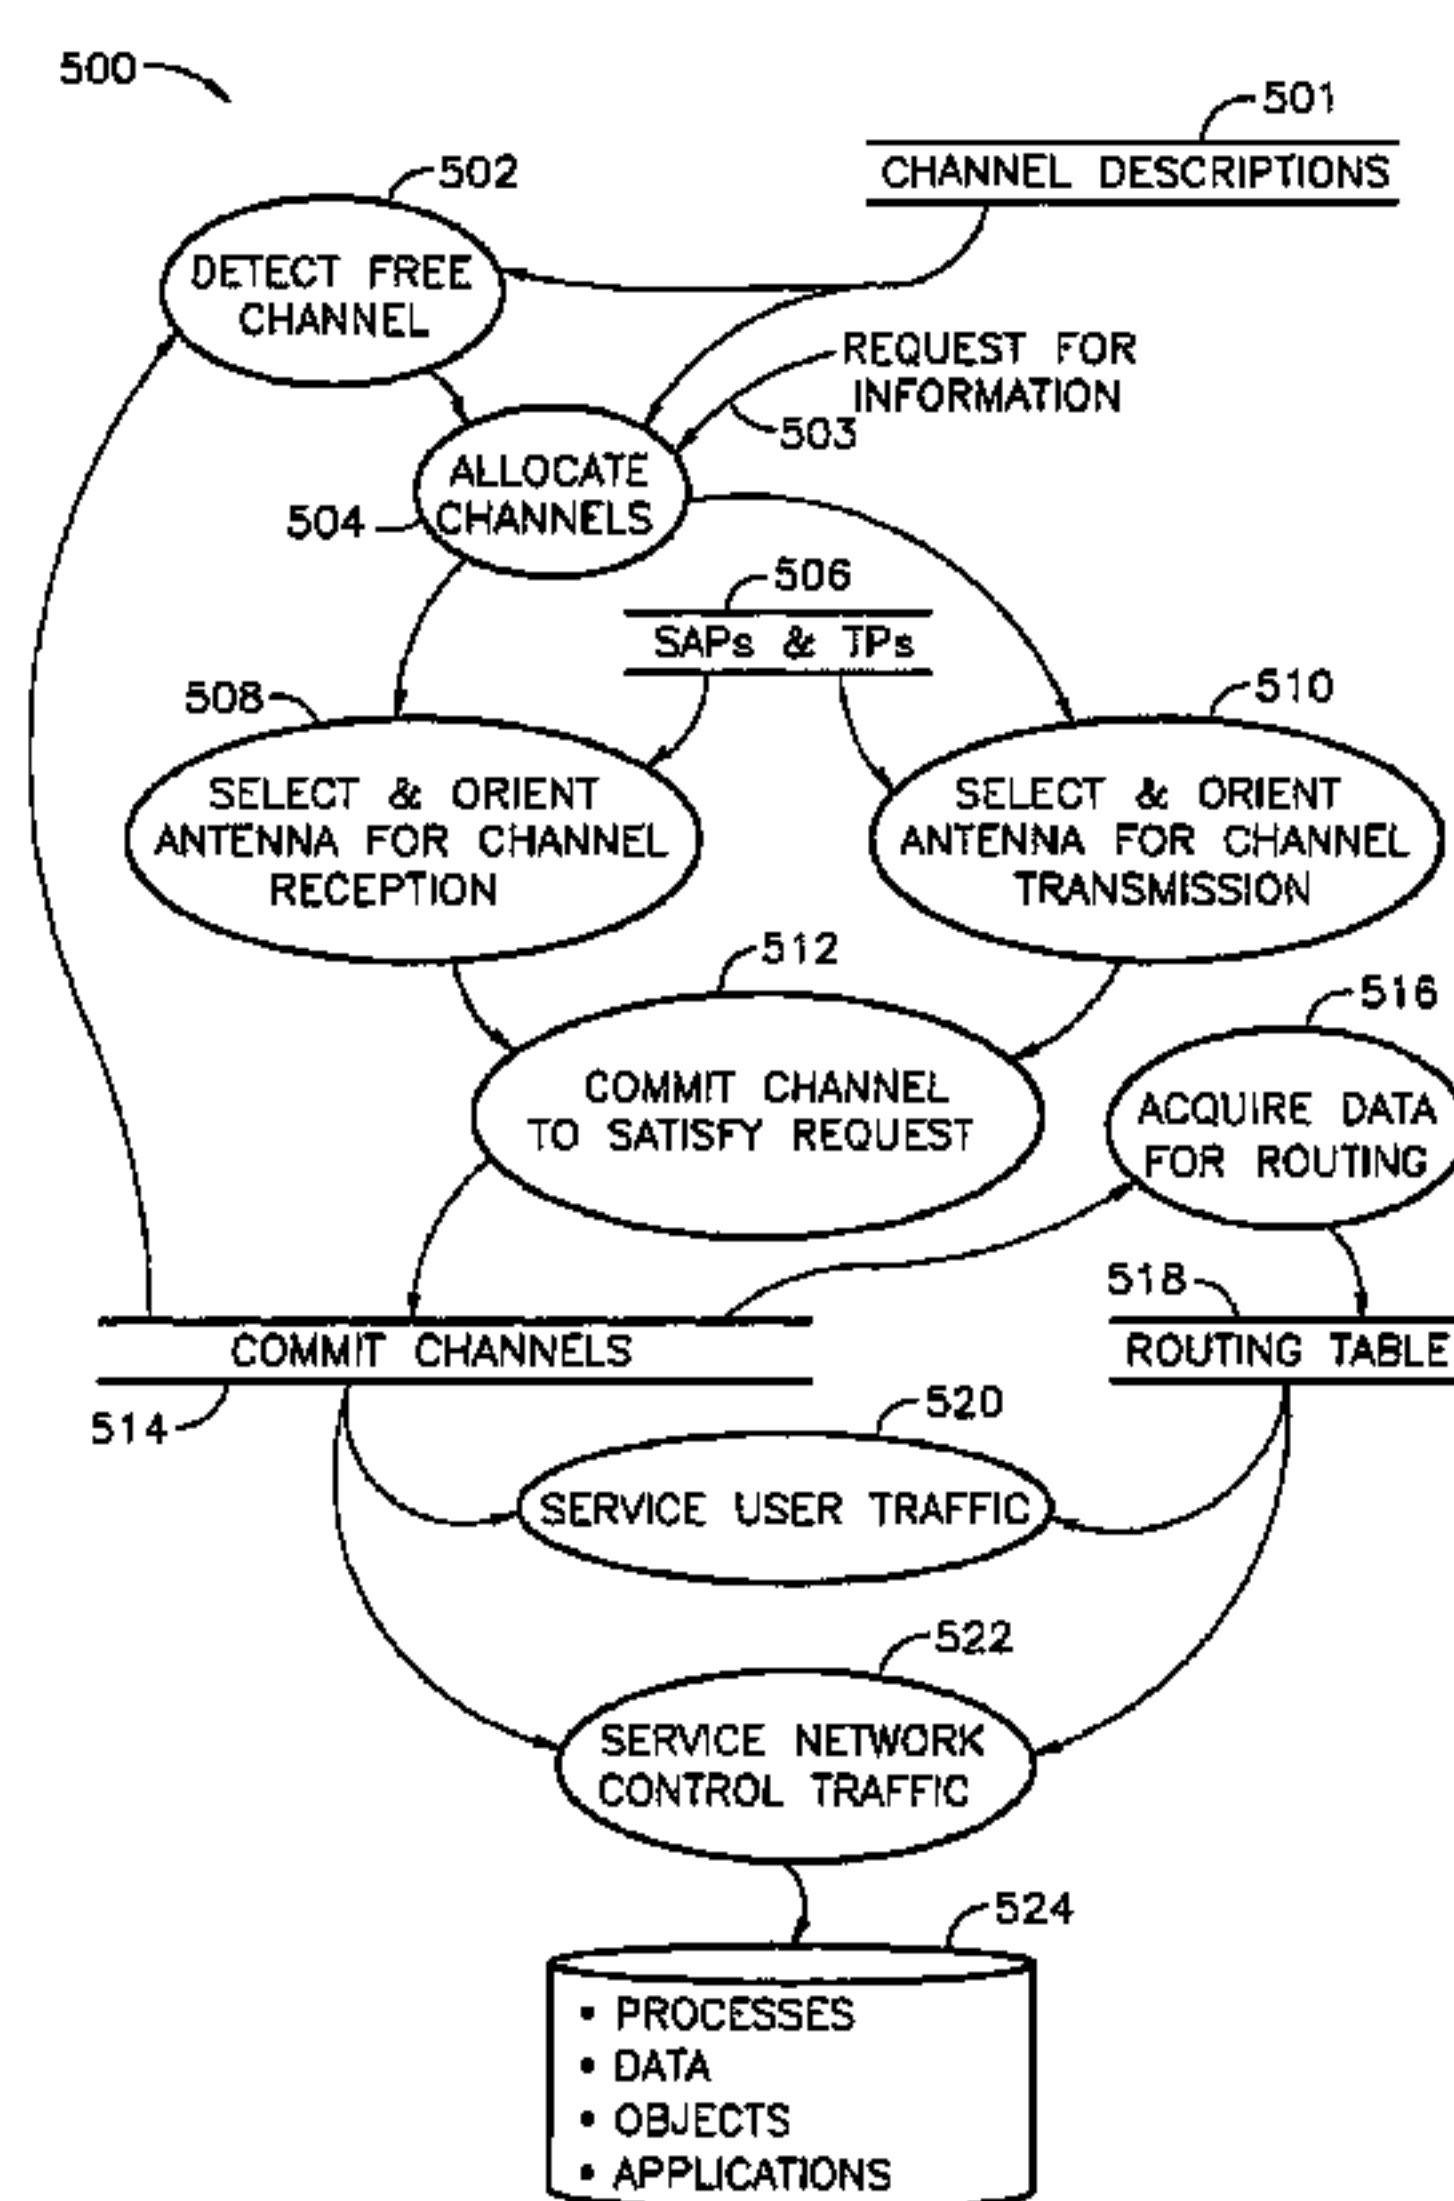 500
501
CHANNEL DESCRIPTIONS
502
DETECT FREE
CHANNEL
REQUEST FOR
INFORMATION
503
ALLOCATE
CHANNELS
504
506
SAPs & TPs
508
510
SELECT & ORIENT
ANTENNA FOR CHANNEL
RECEPTION
SELECT & ORIENT
ANTENNA FOR CHANNEL
TRANSMISSION
512
516
COMMIT CHANNEL
TO SATISFY REQUEST
ACQUIRE DATA
FOR ROUTING
518
COMMIT CHANNELS
ROUTING TABLE
514
520
SERVICE USER TRAFFIC
522
SERVICE NETWORK
CONTROL TRAFFIC
524
• PROCESSES
• DATA
• OBJECTS
• APPLICATIONS